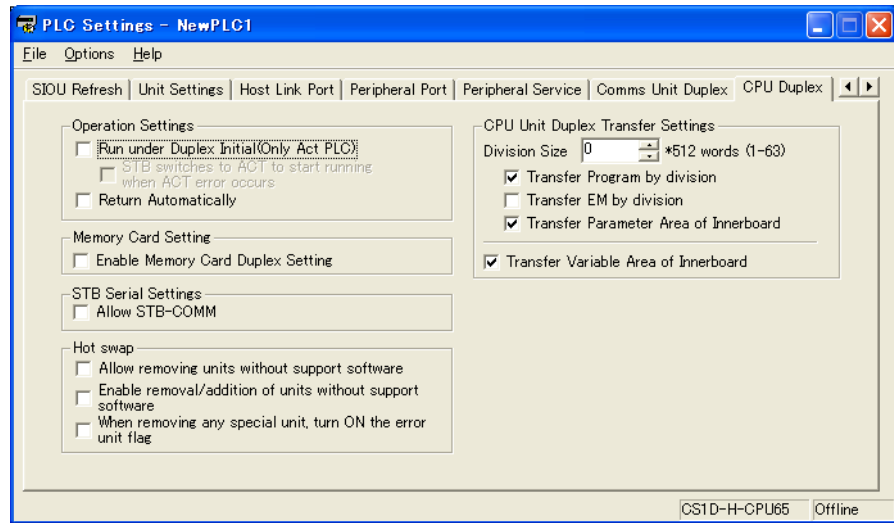 PLC Settings - NewPLC1
File Options Help
SIOU Refresh Unit Settings Host Link Port Peripheral Port Peripheral Service Comms Unit Duplex CPU Duplex
Operation Settings
Run under Duplex Initial(Only Act PLC)
STB switches to ACT to start running
when ACT error occurs
Return Automatically
Memory Card Setting
Enable Memory Card Duplex Setting
STB Serial Settings
Allow STB-COMM
Hot swap
Allow removing units without support software
Enable removal/addition of units without support
software
When removing any special unit, turn ON the error
unit flag
CPU Unit Duplex Transfer Settings
Division Size 0 *512 words (1-63)
Transfer Program by division
Transfer EM by division
Transfer Parameter Area of Innerboard
Transfer Variable Area of Innerboard
CS1D-H-CPU65 Offline